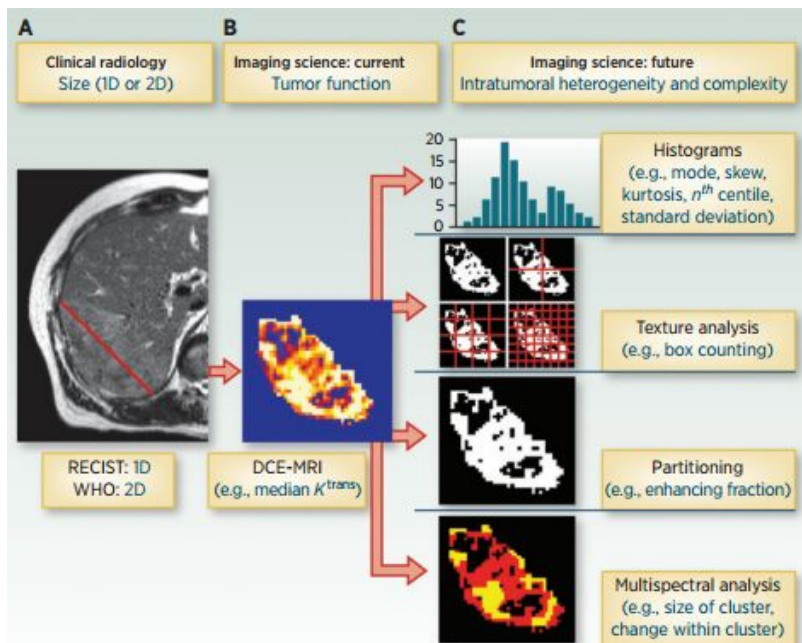 A
B
C
Clinical radiology
Size (1D or 2D)
Imaging science: current
Tumor function
Imaging science: future
Intratumoral heterogeneity and complexity
20
15
10
5
0
Histograms
(e.g., mode, skew,
kurtosis, nth centile,
standard deviation)
Texture analysis
(e.g., box counting)
RECIST: 1D
WHO: 2D
DCE-MRI
(e.g., median Ktrans)
Partitioning
(e.g., enhancing fraction)
Multispectral analysis
(e.g., size of cluster,
change within cluster)